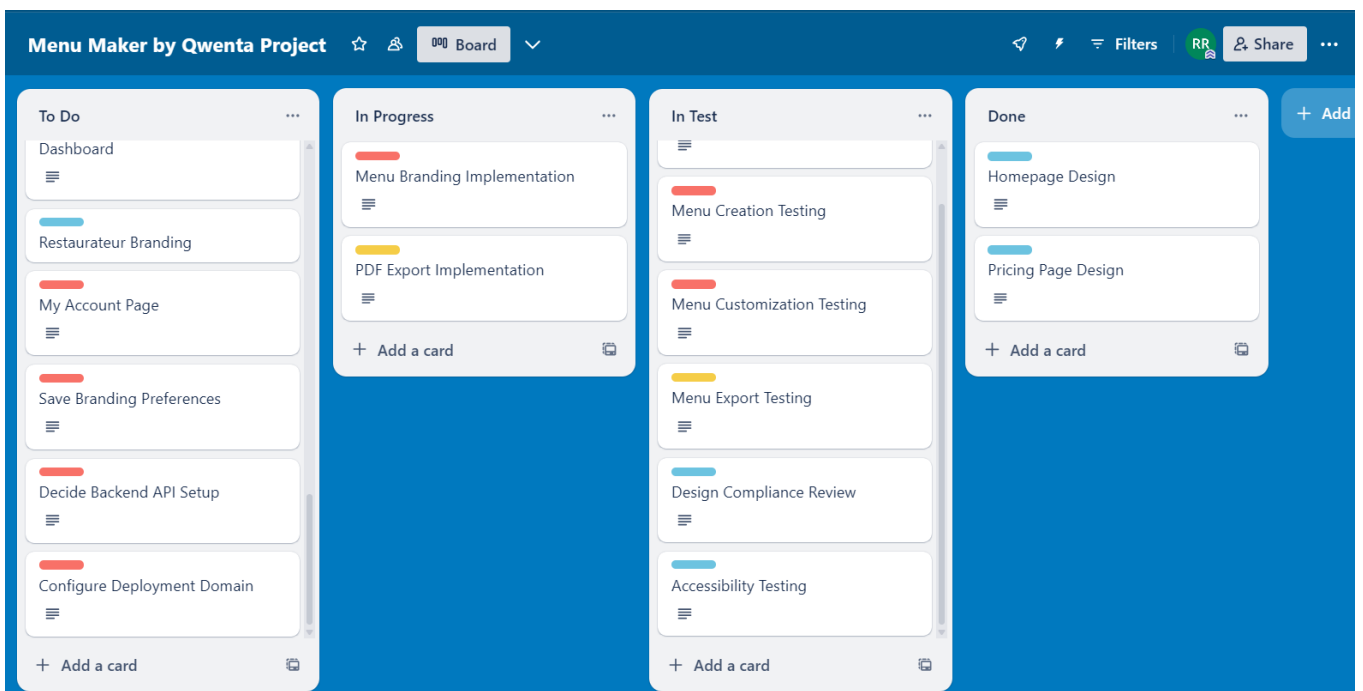 Menu Maker by Qwenta Project
Board
Filters
RR
Share
To Do
Dashboard
Restaurateur Branding
My Account Page
Save Branding Preferences
Decide Backend API Setup
Configure Deployment Domain
+ Add a card
In Progress
Menu Branding Implementation
PDF Export Implementation
+ Add a card
In Test
Menu Creation Testing
Menu Customization Testing
Menu Export Testing
Design Compliance Review
Accessibility Testing
+ Add a card
Done
Homepage Design
Pricing Page Design
+ Add a card
+ Add